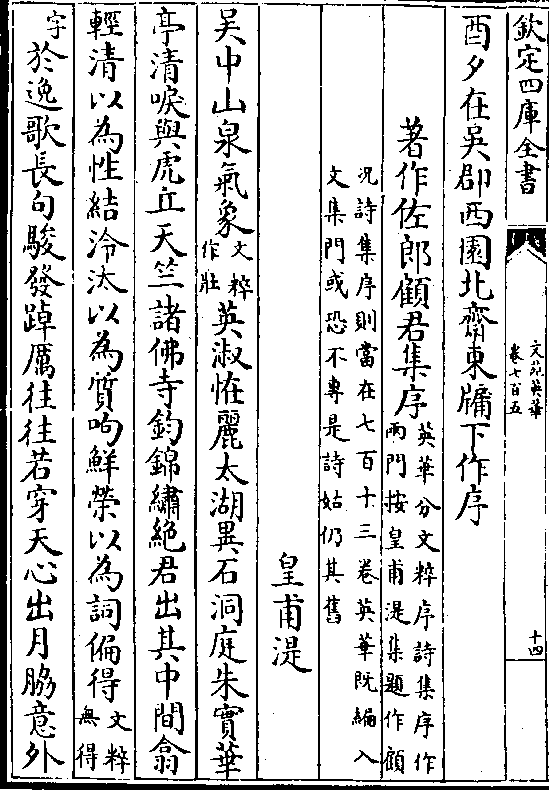 欽定四庫全書
文苑英華
卷七百五
十四
酉夕在吳郡西園北齋東牖下作序
著作佐郎顧君集序英華分文粹序詩集序作
兩門按皇甫湜集題作顧
況詩集序則當在七百十三卷英華既編入
文集門或恐不專是詩姑仍其舊
皇甫湜
吳中山泉氣象文粹作壯英淑恠麗太湖異石洞庭朱實華
亭清唳與虎丘天竺諸佛寺鈞錦繡絶君出其中間翕
輕清以為性結泠汰以為質呴鮮榮以為詞偏得文粹無得
字於逸歌長句駿發踔厲往往若穿天心出月脇意外